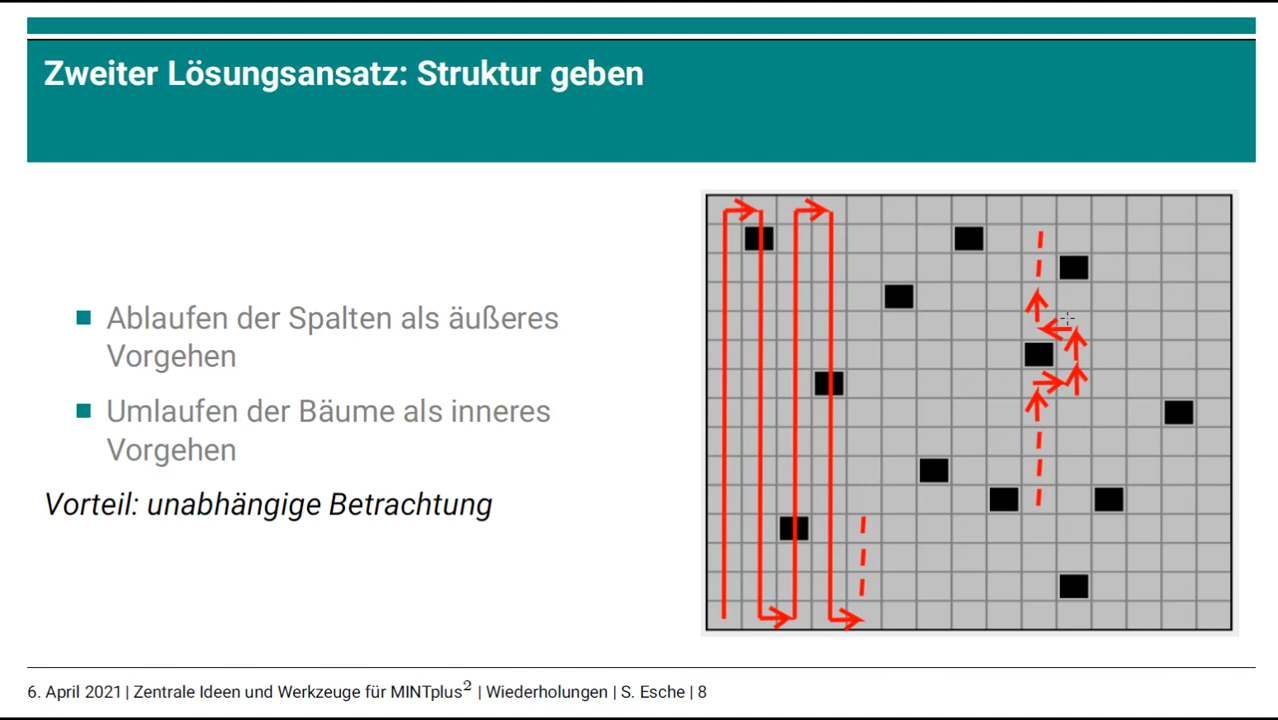 Zweiter Lösungsansatz: Struktur geben
Ablaufen der Spalten als äußeres
Vorgehen
Umlaufen der Bäume als inneres
Vorgehen
Vorteil: unabhängige Betrachtung
6. April 2021 | Zentrale Ideen und Werkzeuge für MINTplus² | Wiederholungen | S. Esche | 8